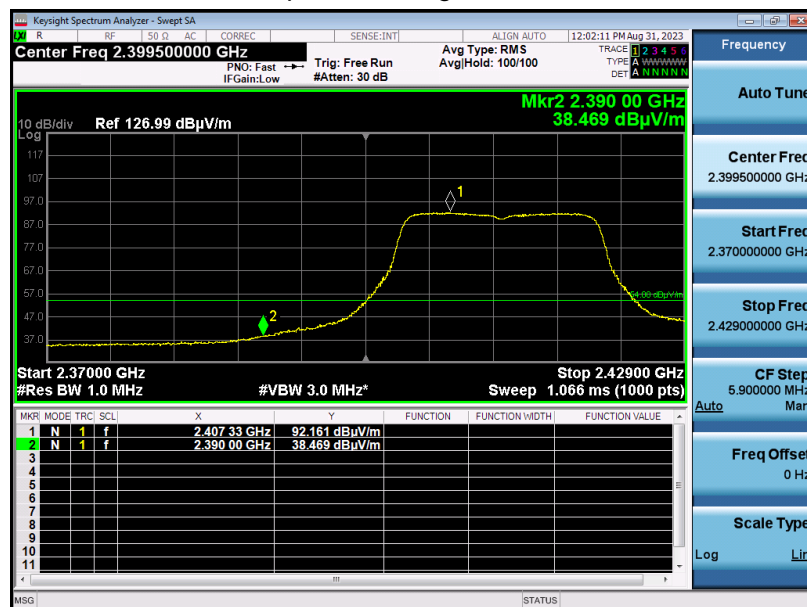 Keysight Spectrum Analyzer - Swept SA
LXI R RF 50 Ω AC CORREC SENSE:INT ALIGN AUTO 12:02:11 PM Aug 31, 2023
Center Freq 2.399500000 GHz
PNO: Fast
IFGain:Low
Trig: Free Run
#Atten: 30 dB
Avg Type: RMS
Avg|Hold: 100/100
TRACE 1 2 3 4 5 6
TYPE A WWWWW
DET A N N N N N
Frequency
Mkr2 2.390 00 GHz
38.469 dBµV/m
10 dB/div Ref 126.99 dBµV/m
Log
117
107
97.0
87.0
77.0
67.0
57.0
47.0
37.0
1
2
54.00 dBµV/m
Start 2.37000 GHz Stop 2.42900 GHz
#Res BW 1.0 MHz #VBW 3.0 MHz* Sweep 1.066 ms (1000 pts)
MKR MODE TRC SCL X Y FUNCTION FUNCTION WIDTH FUNCTION VALUE
1 N 1 f 2.407 33 GHz 92.161 dBµV/m
2 N 1 f 2.390 00 GHz 38.469 dBµV/m
3
4
5
6
7
8
9
10
11
MSG STATUS
Auto Tune
Center Freq
2.399500000 GHz
Start Freq
2.370000000 GHz
Stop Freq
2.429000000 GHz
CF Step
5.900000 MHz
Auto Man
Freq Offset
0 Hz
Scale Type
Log Lin